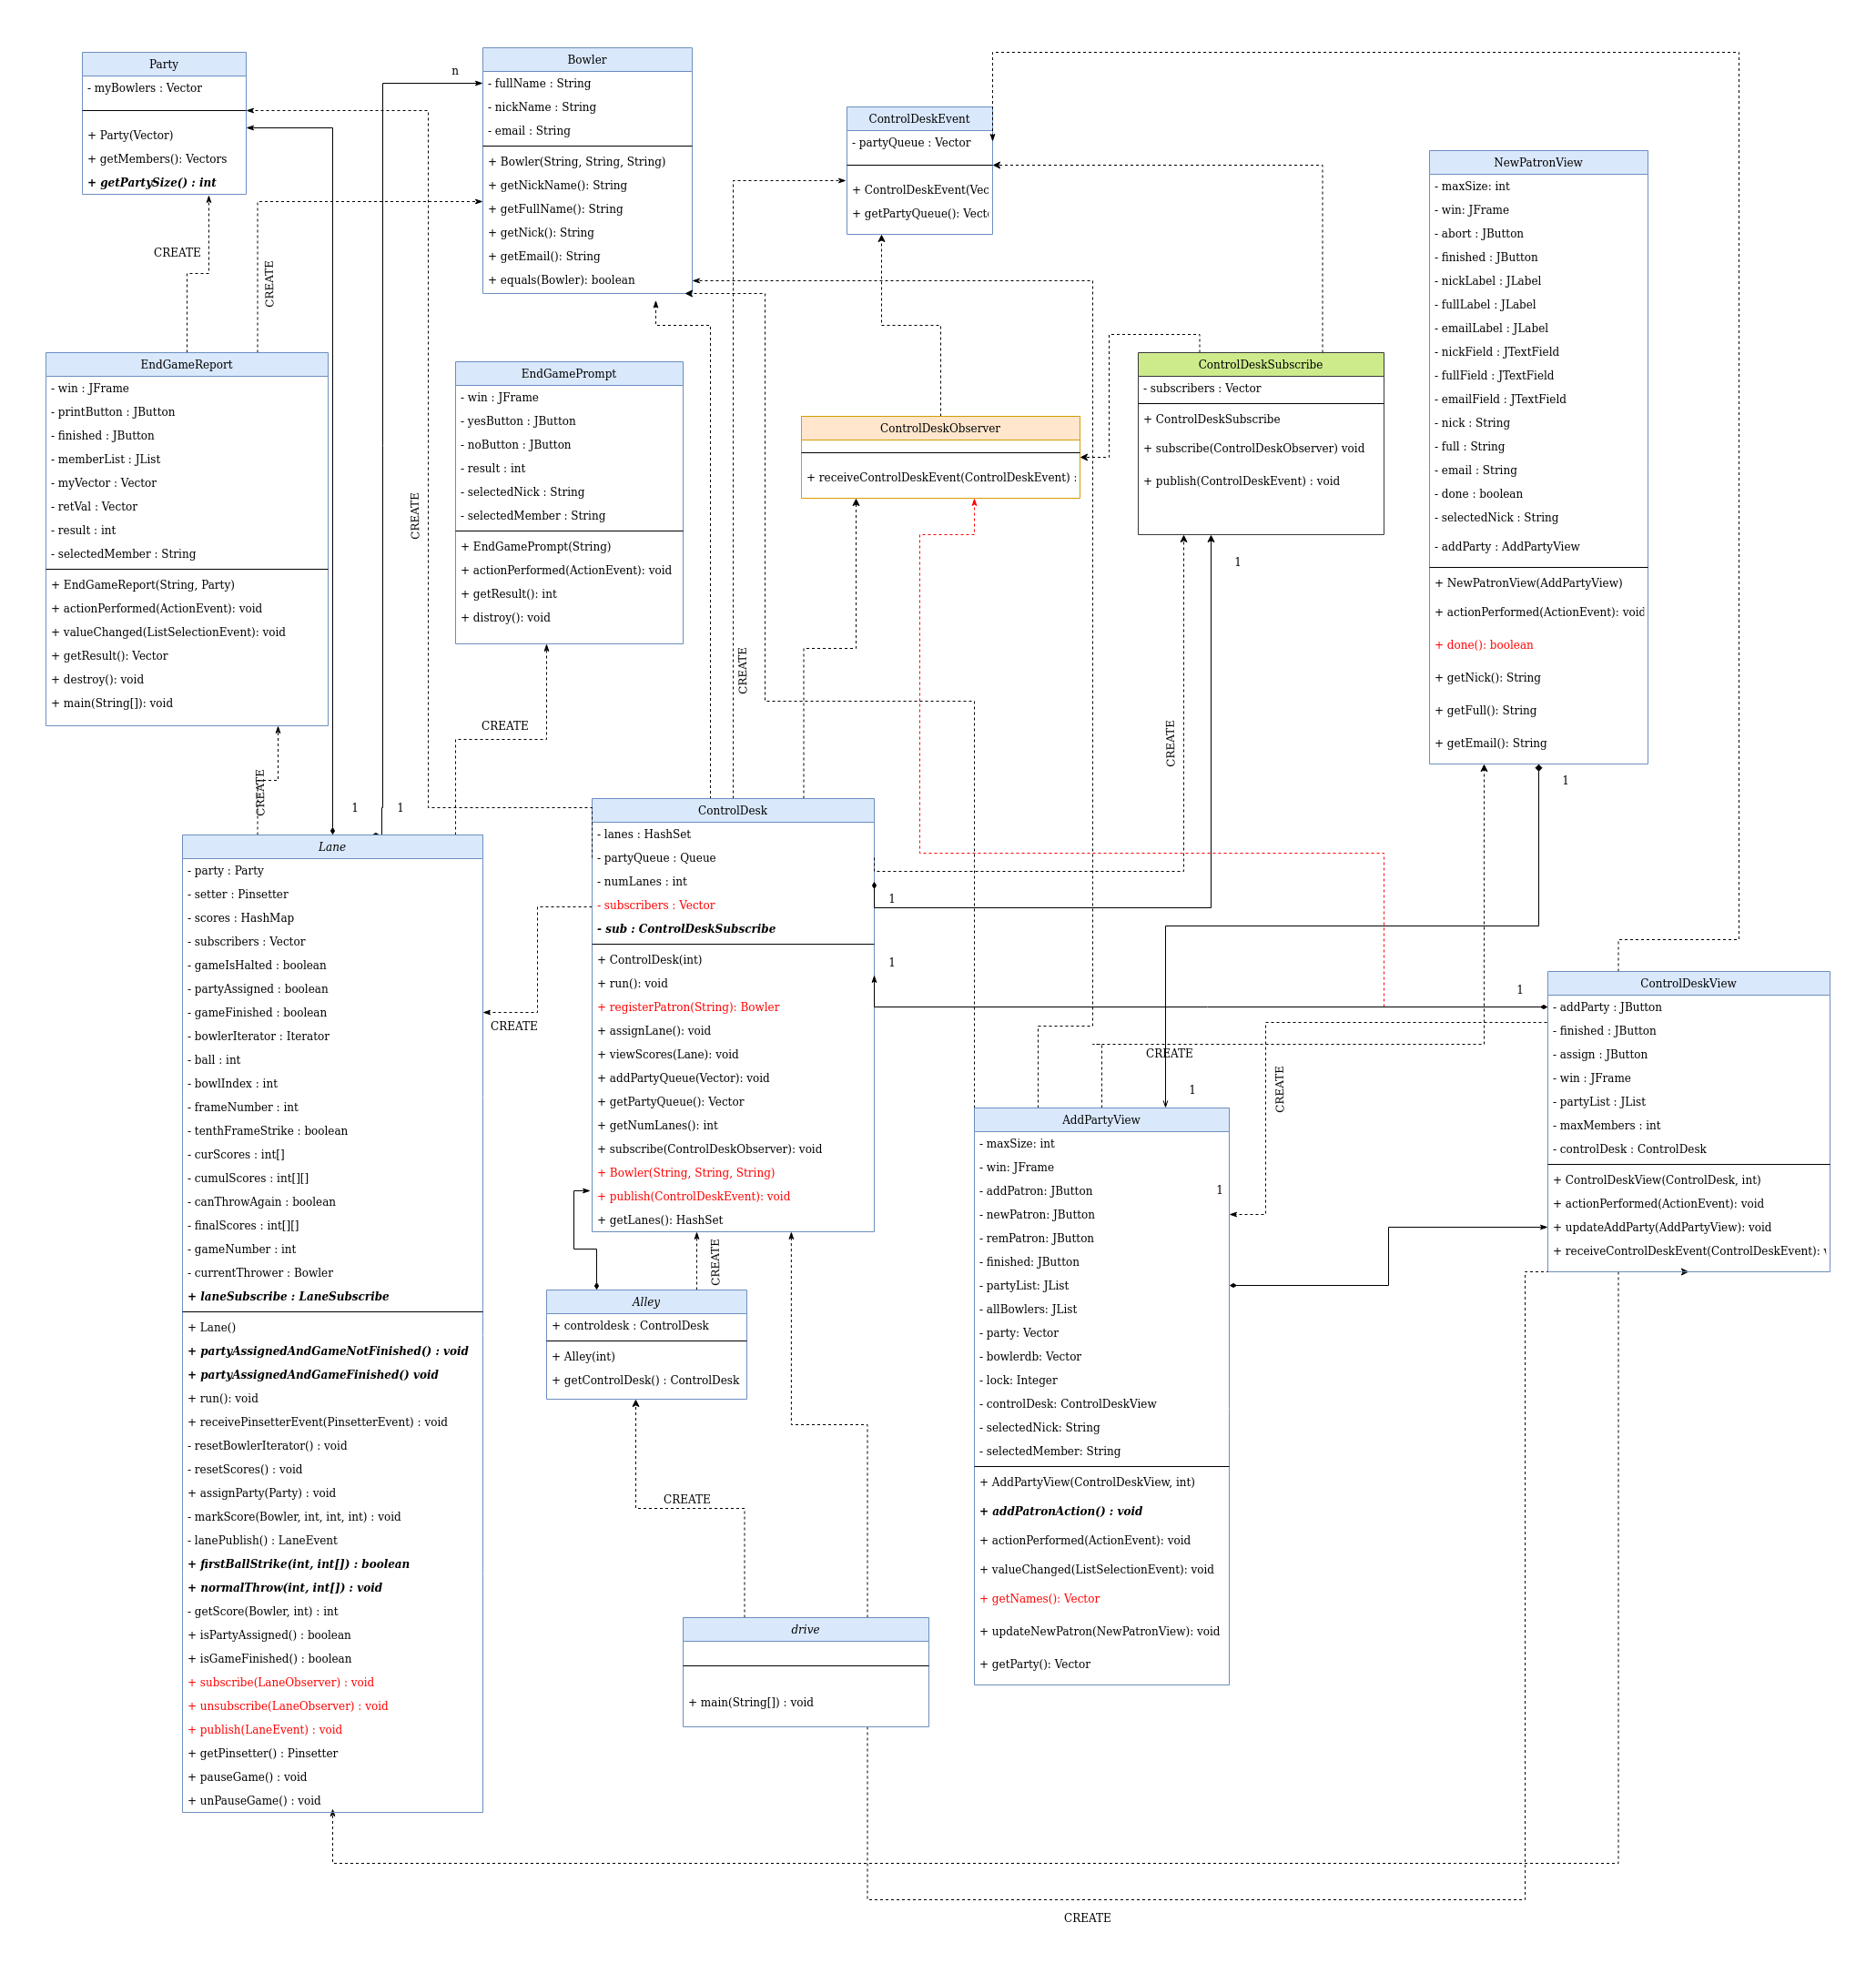 Party
- myBowlers : Vector
+ Party(Vector)
+ getMembers(): Vectors
+ getPartySize() : int
n
Bowler
- fullName : String
- nickName : String
- email : String
+ Bowler(String, String, String)
+ getNickName(): String
+ getFullName(): String
+ getNick(): String
+ getEmail(): String
+ equals(Bowler): boolean
ControlDeskEvent
- partyQueue : Vector
+ ControlDeskEvent(Vec
+ getPartyQueue(): Vect
NewPatronView
- maxSize: int
- win: JFrame
- abort : JButton
- finished : JButton
- nickLabel : JLabel
- fullLabel : JLabel
- emailLabel : JLabel
- nickField : JTextField
- fullField : JTextField
- emailField : JTextField
- nick : String
- full : String
- email : String
- done : boolean
- selectedNick : String
- addParty : AddPartyView
+ NewPatronView(AddPartyView)
+ actionPerformed(ActionEvent): void
+ done(): boolean
+ getNick(): String
+ getFull(): String
+ getEmail(): String
CREATE
CREATE
EndGameReport
- win : JFrame
- printButton : JButton
- finished : JButton
- memberList : JList
- myVector : Vector
- retVal : Vector
- result : int
- selectedMember : String
+ EndGameReport(String, Party)
+ actionPerformed(ActionEvent): void
+ valueChanged(ListSelectionEvent): void
+ getResult(): Vector
+ destroy(): void
+ main(String[]): void
CREATE
EndGamePrompt
- win : JFrame
- yesButton : JButton
- noButton : JButton
- result : int
- selectedNick : String
- selectedMember : String
+ EndGamePrompt(String)
+ actionPerformed(ActionEvent): void
+ getResult(): int
+ distroy(): void
ControlDeskObserver
+ receiveControlDeskEvent(ControlDeskEvent) :
ControlDeskSubscribe
- subscribers : Vector
+ ControlDeskSubscribe
+ subscribe(ControlDeskObserver) void
+ publish(ControlDeskEvent) : void
1
CREATE
CREATE
CREATE
CREATE
1
1
1
Lane
- party : Party
- setter : Pinsetter
- scores : HashMap
- subscribers : Vector
- gameIsHalted : boolean
- partyAssigned : boolean
- gameFinished : boolean
- bowlerIterator : Iterator
- ball : int
- bowlIndex : int
- frameNumber : int
- tenthFrameStrike : boolean
- curScores : int[]
- cumulScores : int[][]
- canThrowAgain : boolean
- finalScores : int[][]
- gameNumber : int
- currentThrower : Bowler
+ laneSubscribe : LaneSubscribe
+ Lane()
+ partyAssignedAndGameNotFinished() : void
+ partyAssignedAndGameFinished() void
+ run(): void
+ receivePinsetterEvent(PinsetterEvent) : void
- resetBowlerIterator() : void
- resetScores() : void
+ assignParty(Party) : void
- markScore(Bowler, int, int, int) : void
- lanePublish() : LaneEvent
+ firstBallStrike(int, int[]) : boolean
+ normalThrow(int, int[]) : void
- getScore(Bowler, int) : int
+ isPartyAssigned() : boolean
+ isGameFinished() : boolean
+ subscribe(LaneObserver) : void
+ unsubscribe(LaneObserver) : void
+ publish(LaneEvent) : void
+ getPinsetter() : Pinsetter
+ pauseGame() : void
+ unPauseGame() : void
ControlDesk
- lanes : HashSet
- partyQueue : Queue
- numLanes : int
- subscribers : Vector
- sub : ControlDeskSubscribe
+ ControlDesk(int)
+ run(): void
+ registerPatron(String): Bowler
+ assignLane(): void
+ viewScores(Lane): void
+ addPartyQueue(Vector): void
+ getPartyQueue(): Vector
+ getNumLanes(): int
+ subscribe(ControlDeskObserver): void
+ Bowler(String, String, String)
+ publish(ControlDeskEvent): void
+ getLanes(): HashSet
1
1
1
CREATE
CREATE
1
CREATE
ControlDeskView
- addParty : JButton
- finished : JButton
- assign : JButton
- win : JFrame
- partyList : JList
- maxMembers : int
- controlDesk : ControlDesk
+ ControlDeskView(ControlDesk, int)
+ actionPerformed(ActionEvent): void
+ updateAddParty(AddPartyView): void
+ receiveControlDeskEvent(ControlDeskEvent):
AddPartyView
- maxSize: int
- win: JFrame
- addPatron: JButton
1
- newPatron: JButton
- remPatron: JButton
- finished: JButton
- partyList: JList
- allBowlers: JList
- party: Vector
- bowlerdb: Vector
- lock: Integer
- controlDesk: ControlDeskView
- selectedNick: String
- selectedMember: String
+ AddPartyView(ControlDeskView, int)
+ addPatronAction() : void
+ actionPerformed(ActionEvent): void
+ valueChanged(ListSelectionEvent): void
+ getNames(): Vector
+ updateNewPatron(NewPatronView): void
+ getParty(): Vector
CREATE
Alley
+ controldesk : ControlDesk
+ Alley(int)
+ getControlDesk() : ControlDesk
CREATE
drive
+ main(String[]) : void
CREATE